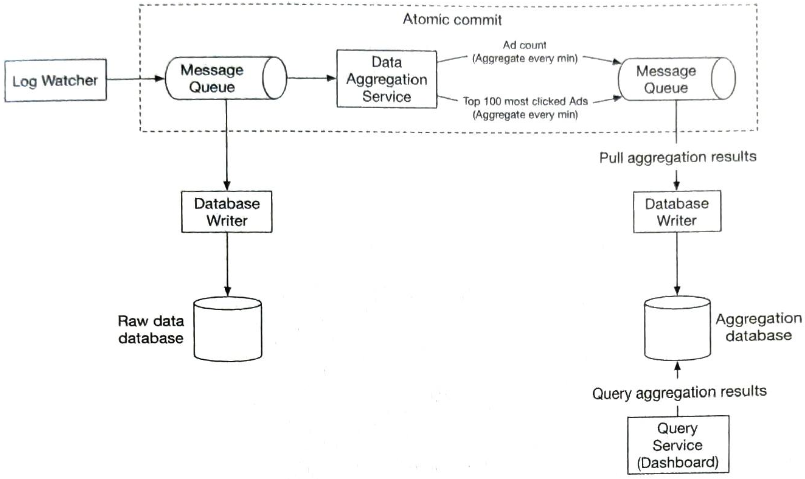 Atomic commit
Log Watcher
Message
Queue
Data
Aggregation
Service
Ad count
(Aggregate every min)
Top 100 most clicked Ads
(Aggregate every min)
Message
Queue
Pull aggregation results
Database
Writer
Database
Writer
Raw data
database
Aggregation
database
Query aggregation results
Query
Service
(Dashboard)